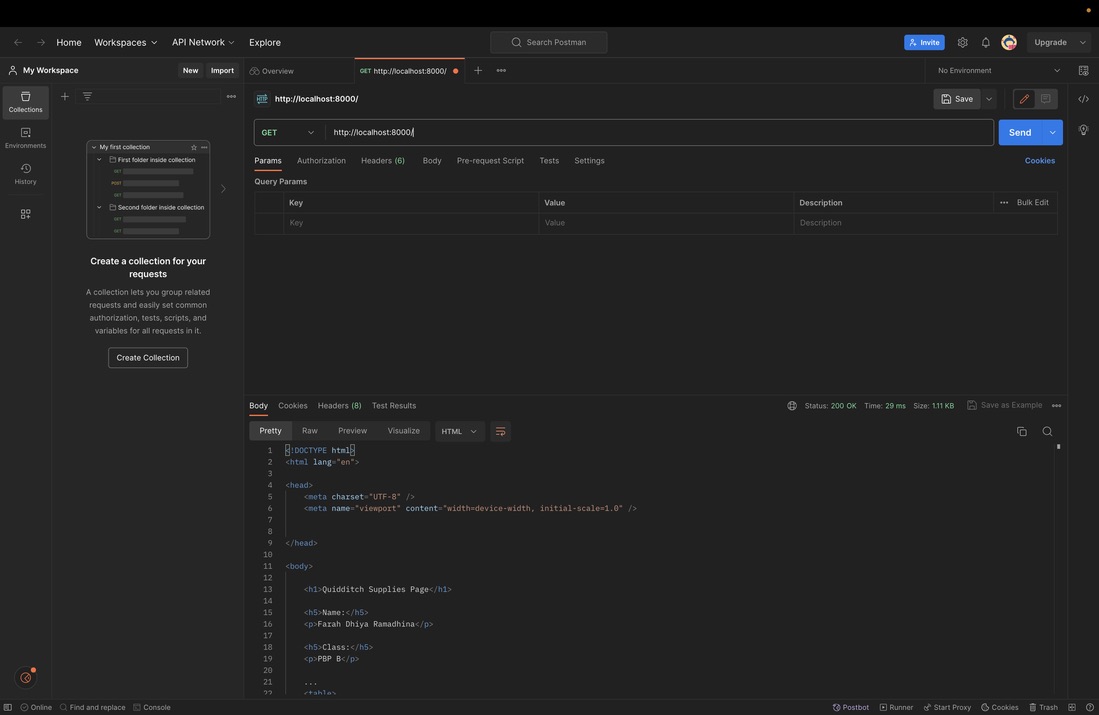 Home Workspaces API Network Explore Search Postman Invite Upgrade
My Workspace New Import Overview GET http://localhost:8000/ No Environment
Collections
Environments
History
My first collection
First folder inside collection
GET
POST
GET
Second folder inside collection
GET
GET
Create a collection for your
requests
A collection lets you group related
requests and easily set common
authorization, tests, scripts, and
variables for all requests in it.
Create Collection
http://localhost:8000/ Save
GET http://localhost:8000/ Send
Params Authorization Headers (6) Body Pre-request Script Tests Settings Cookies
Query Params
Key Value Description Bulk Edit
Key Value Description
Body Cookies Headers (8) Test Results Status: 200 OK Time: 29 ms Size: 1.11 KB Save as Example
Pretty Raw Preview Visualize HTML
1 <!DOCTYPE html>
2 <html lang="en">
3
4 <head>
5 <meta charset="UTF-8" />
6 <meta name="viewport" content="width=device-width, initial-scale=1.0" />
7
8
9 </head>
10
11 <body>
12
13 <h1>Quidditch Supplies Page</h1>
14
15 <h5>Name:</h5>
16 <p>Farah Dhiya Ramadhina</p>
17
18 <h5>Class:</h5>
19 <p>PBP B</p>
20
21 ...
22 <table>
Online Find and replace Console Postbot Runner Start Proxy Cookies Trash